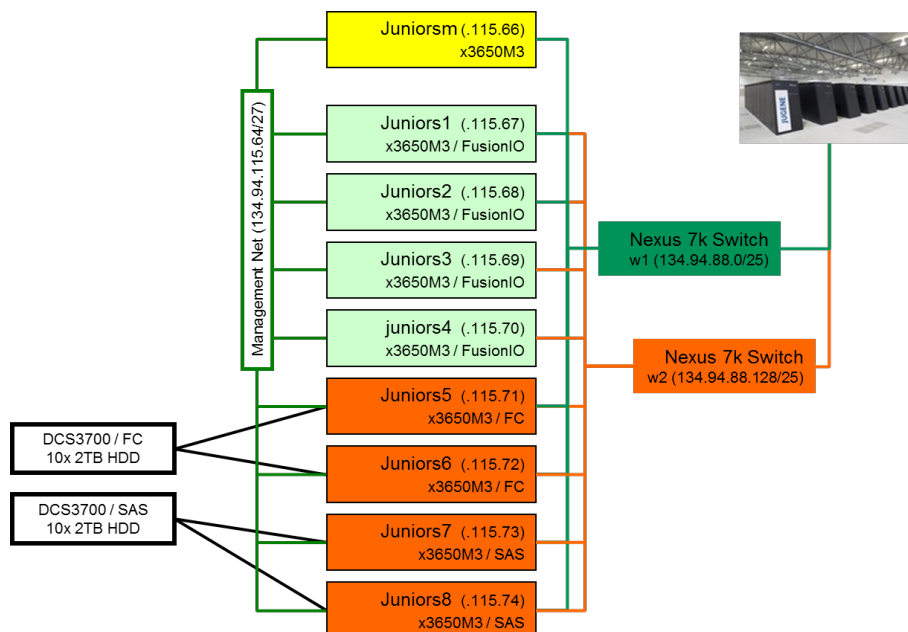 Juniorsm (.115.66)
x3650M3
Management Net (134.94.115.64/27)
Juniors1 (.115.67)
x3650M3 / FusionIO
Juniors2 (.115.68)
x3650M3 / FusionIO
Juniors3 (.115.69)
x3650M3 / FusionIO
juniors4 (.115.70)
x3650M3 / FusionIO
Juniors5 (.115.71)
x3650M3 / FC
Juniors6 (.115.72)
x3650M3 / FC
Juniors7 (.115.73)
x3650M3 / SAS
Juniors8 (.115.74)
x3650M3 / SAS
DCS3700 / FC
10x 2TB HDD
DCS3700 / SAS
10x 2TB HDD
Nexus 7k Switch
w1 (134.94.88.0/25)
Nexus 7k Switch
w2 (134.94.88.128/25)
JUGENE